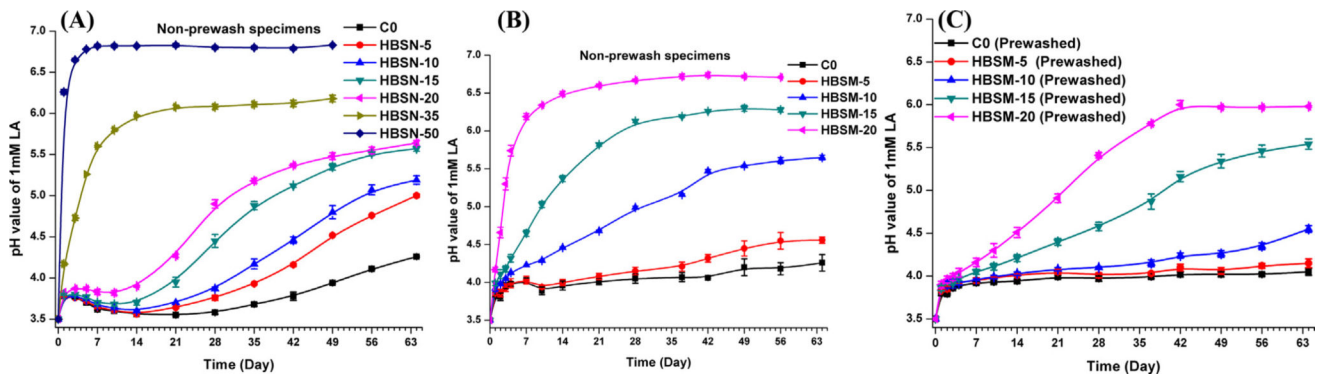 (A)
Non-prewash specimens
C0
HBSN-5
HBSN-10
HBSN-15
HBSN-20
HBSN-35
HBSN-50
pH value of 1mM LA
7.0
6.5
6.0
5.5
5.0
4.5
4.0
3.5
0 7 14 21 28 35 42 49 56 63
Time (Day)
(B)
Non-prewash specimens
C0
HBSM-5
HBSM-10
HBSM-15
HBSM-20
pH value of 1mM LA
7.0
6.5
6.0
5.5
5.0
4.5
4.0
3.5
0 7 14 21 28 35 42 49 56 63
Time (Day)
(C)
C0 (Prewashed)
HBSM-5 (Prewashed)
HBSM-10 (Prewashed)
HBSM-15 (Prewashed)
HBSM-20 (Prewashed)
pH value of 1mM LA
7.0
6.5
6.0
5.5
5.0
4.5
4.0
3.5
0 7 14 21 28 35 42 49 56 63
Time (Day)